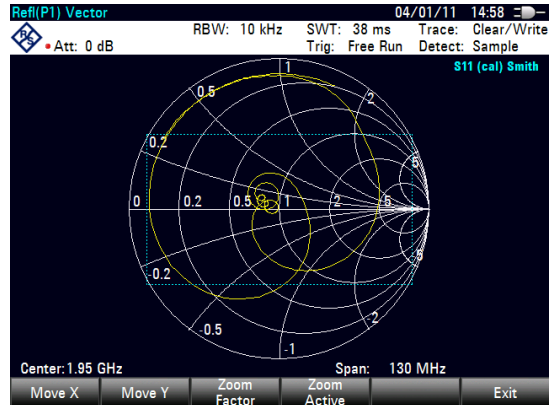 Refl(P1) Vector 04/01/11 14:58
RBW: 10 kHz SWT: 38 ms Trace: Clear/Write
Att: 0 dB Trig: Free Run Detect: Sample
S11 (cal) Smith
1
0.5 2
0.2 5
0 0.2 0.5 1 2 5
-0.2 -5
-0.5 -2
-1
Center:1.95 GHz Span: 130 MHz
Move X Move Y Zoom Factor Zoom Active Exit